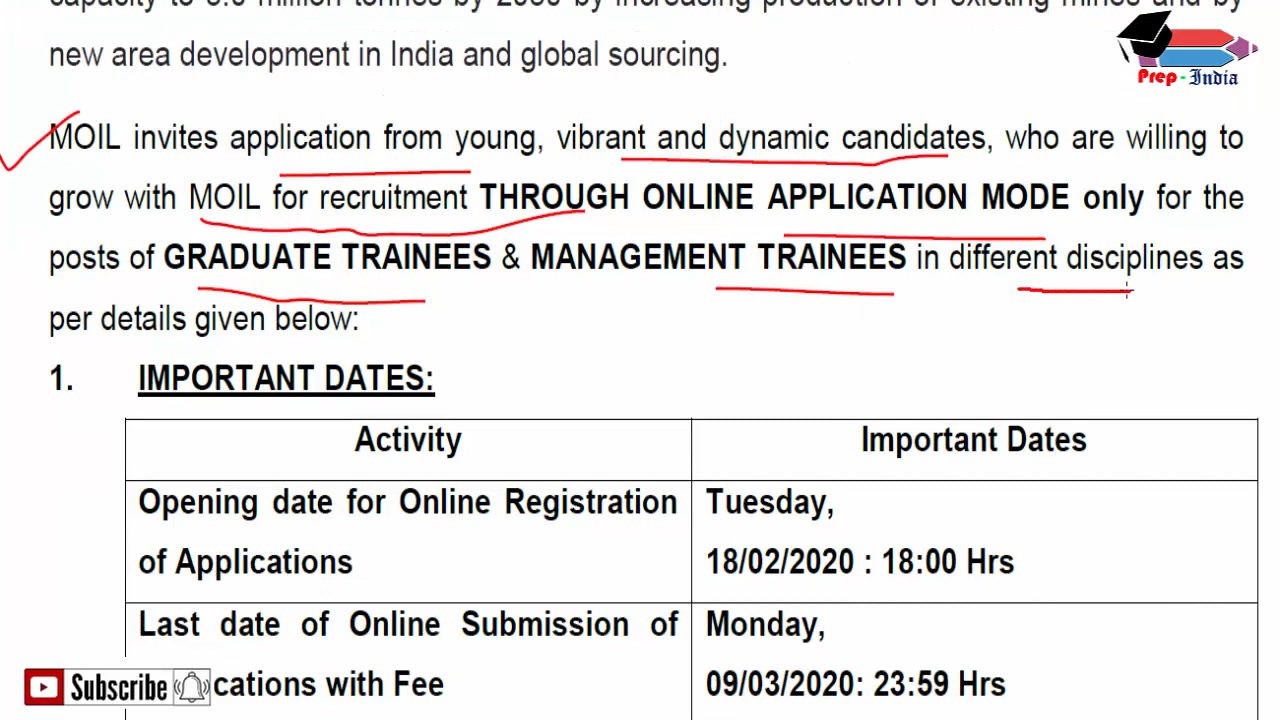 new area development in India and global sourcing.
Prep - India
MOIL invites application from young, vibrant and dynamic candidates, who are willing to
grow with MOIL for recruitment THROUGH ONLINE APPLICATION MODE only for the
posts of GRADUATE TRAINEES & MANAGEMENT TRAINEES in different disciplines as
per details given below:
1. IMPORTANT DATES:
Activity Important Dates
Opening date for Online Registration Tuesday,
of Applications 18/02/2020 : 18:00 Hrs
Last date of Online Submission of Monday,
cations with Fee 09/03/2020: 23:59 Hrs
Subscribe